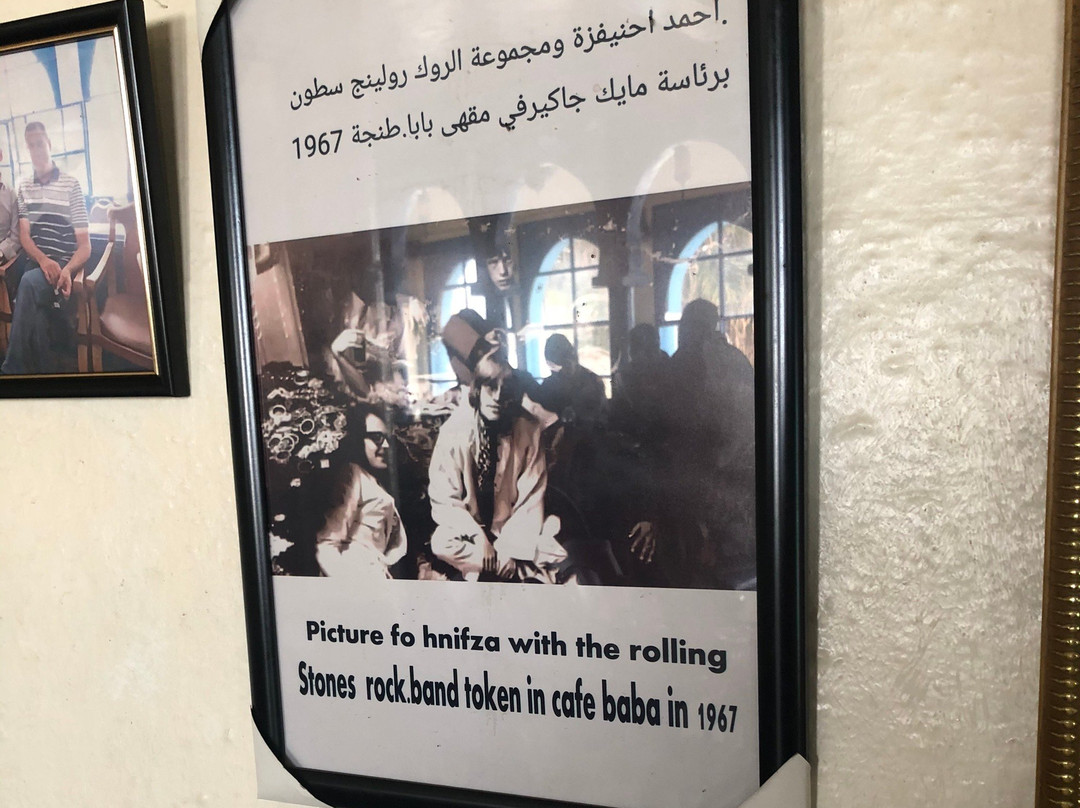 .احمد احنيفزة ومجموعة الروك رولينج سطون
برئاسة مايك جاكيرفي مقهى بابا.طنجة 1967
Picture fo hnifza with the rolling
Stones rock.band token in cafe baba in 1967